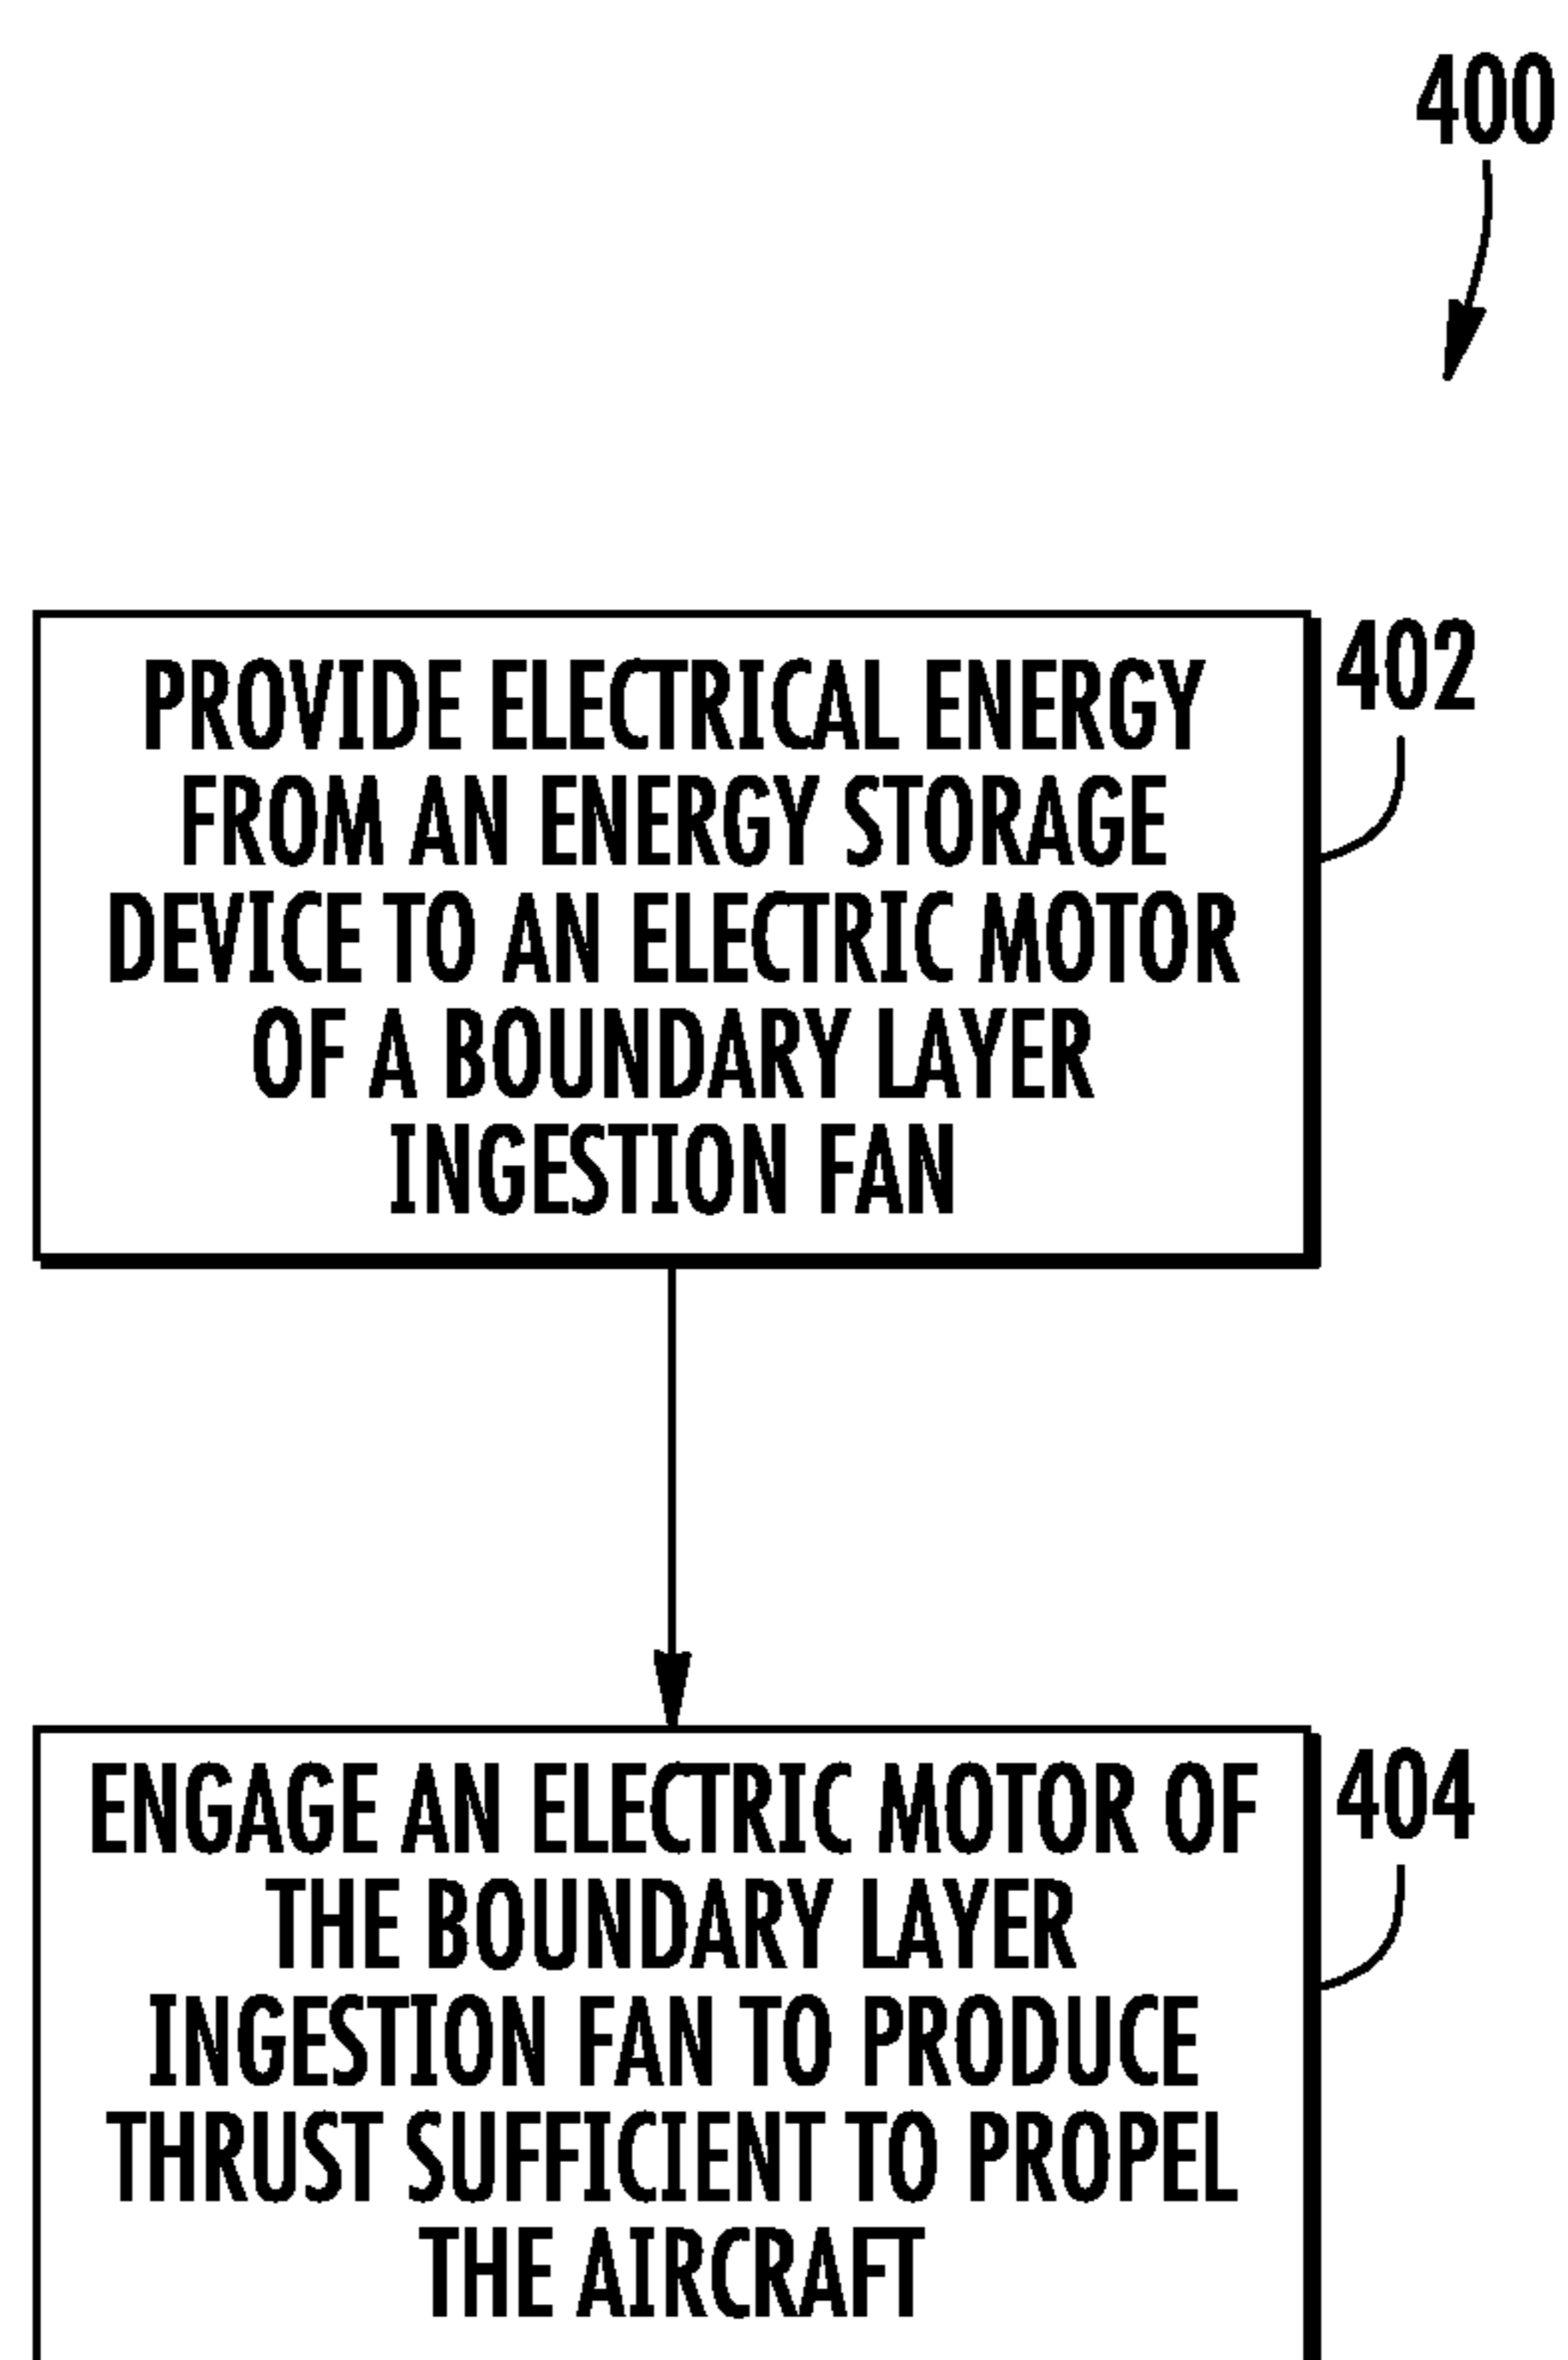 400
PROVIDE ELECTRICAL ENERGY
FROM AN ENERGY STORAGE
DEVICE TO AN ELECTRIC MOTOR
OF A BOUNDARY LAYER
INGESTION FAN
402
ENGAGE AN ELECTRIC MOTOR OF
THE BOUNDARY LAYER
INGESTION FAN TO PRODUCE
THRUST SUFFICIENT TO PROPEL
THE AIRCRAFT
404